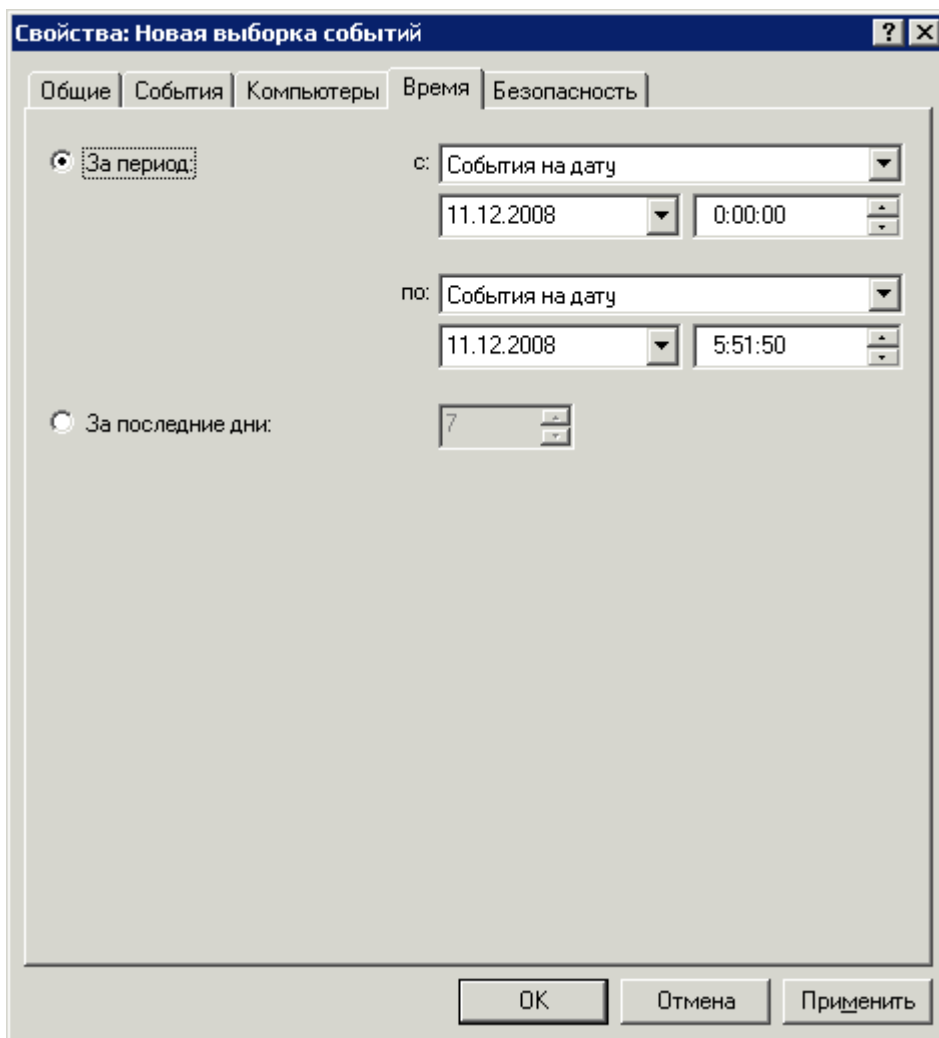 Свойства: Новая выборка событий
Общие События Компьютеры Время Безопасность
За период: с: События на дату
11.12.2008 0:00:00
по: События на дату
11.12.2008 5:51:50
За последние дни: 7
OK Отмена Применить